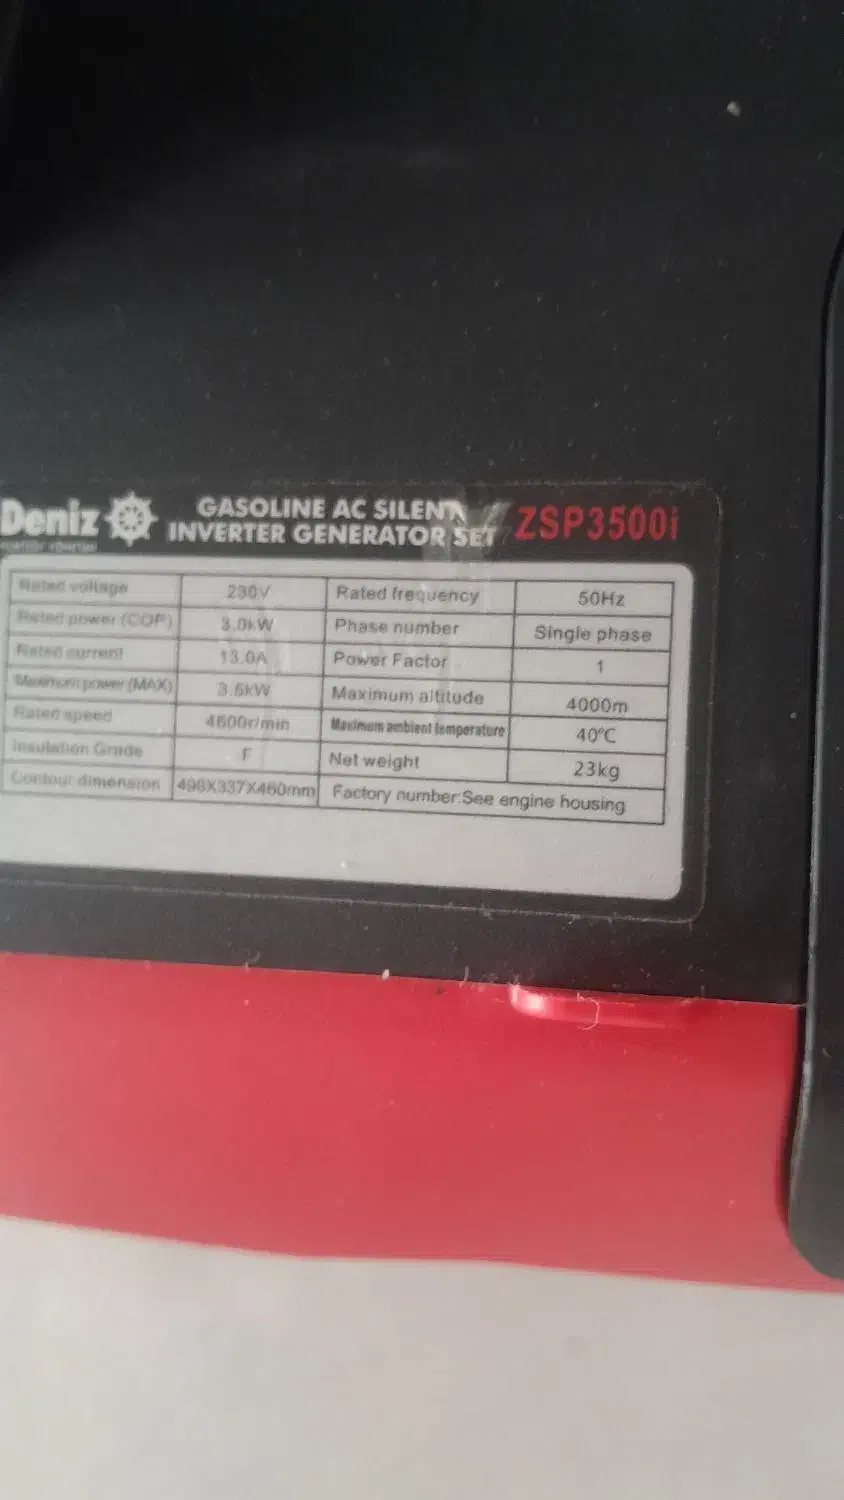 Deniz
GASOLINE AC SILENT
INVERTER GENERATOR SET
ZSP3500i
Rated voltage 230V Rated frequency 50Hz
Rated power (COP) 3.0kW Phase number Single phase
Rated current 13.0A Power Factor 1
Maximum power (MAX) 3.5kW Maximum altitude 4000m
Rated speed 4600r/min Maximum ambient temperature 40°C
Insulation Grade F Net weight 23kg
Contour dimension 498X337X460mm Factory number:See engine housing